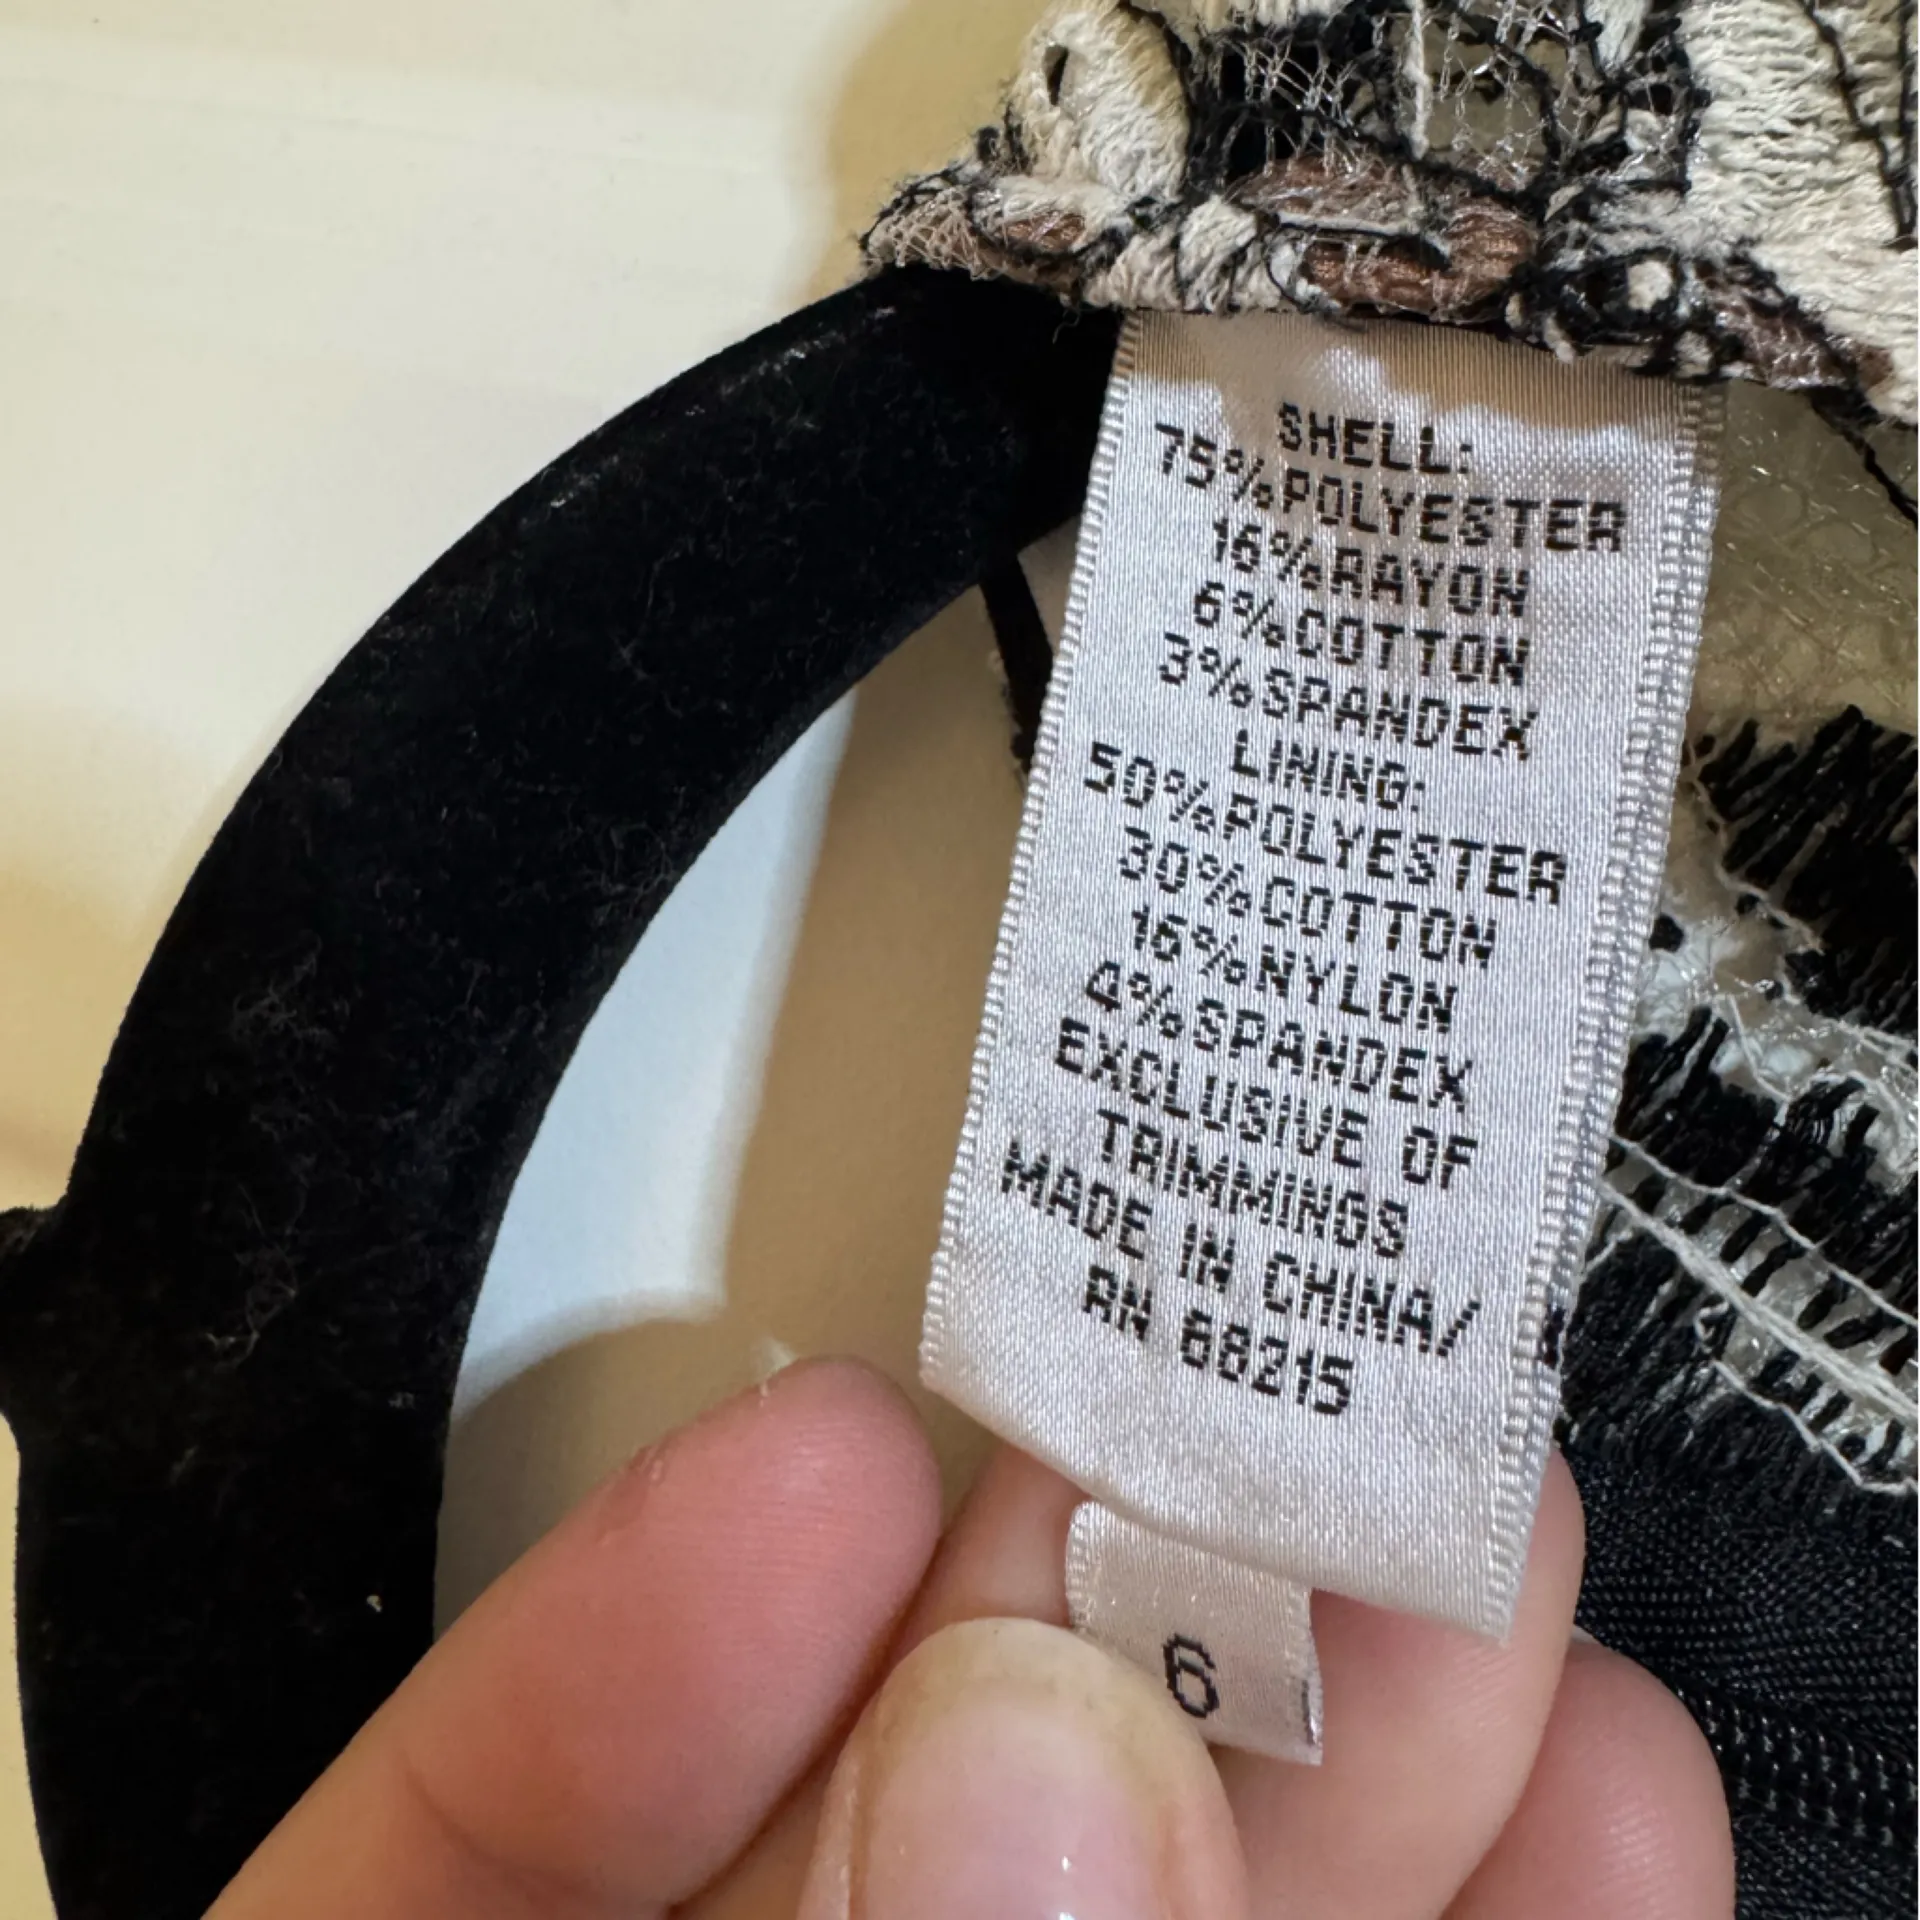 SHELL:
75%POLYESTER
16%RAYON
6%COTTON
3%SPANDEX
LINING:
50%POLYESTER
30%COTTON
16%NYLON
4%SPANDEX
EXCLUSIVE OF
TRIMMINGS
MADE IN CHINA/
RN 68215
6